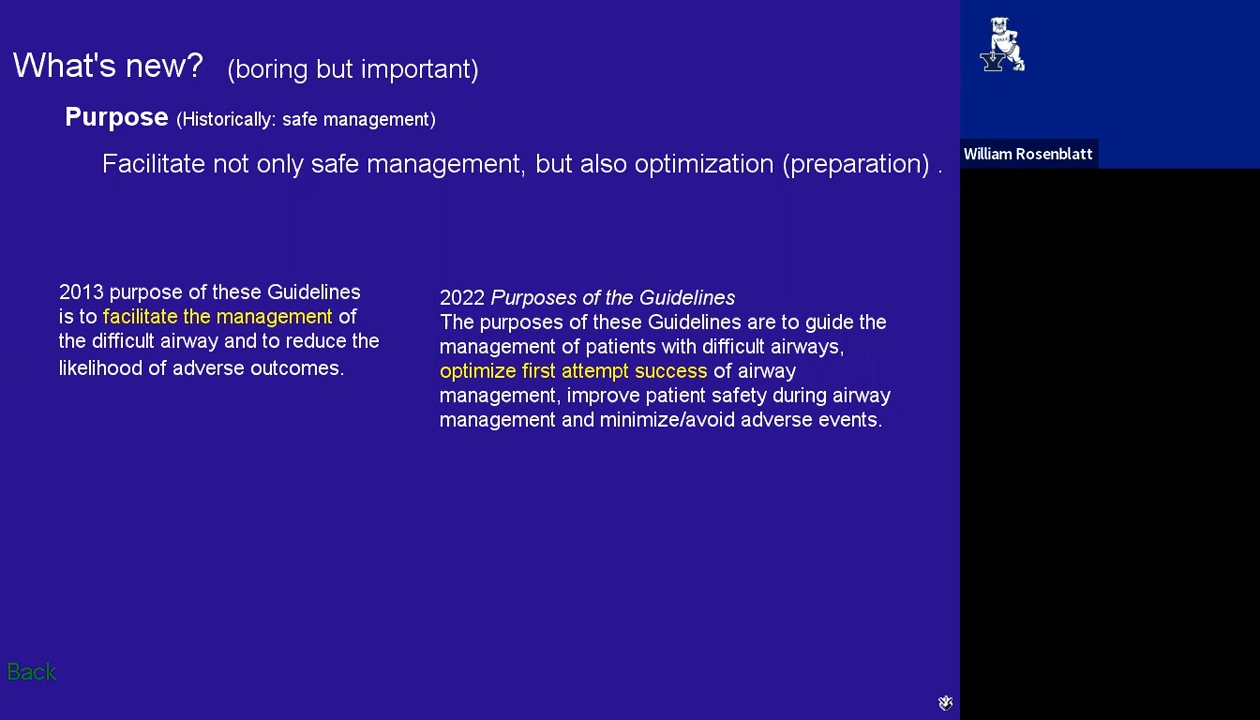 What's new? (boring but important)
Purpose (Historically: safe management)
Facilitate not only safe management, but also optimization (preparation) .
2013 purpose of these Guidelines
is to facilitate the management of
the difficult airway and to reduce the
likelihood of adverse outcomes.
2022 Purposes of the Guidelines
The purposes of these Guidelines are to guide the
management of patients with difficult airways,
optimize first attempt success of airway
management, improve patient safety during airway
management and minimize/avoid adverse events.
Back
YALE
Y
William Rosenblatt